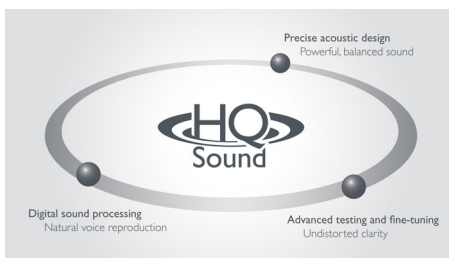 Precise acoustic design
Powerful, balanced sound
HQ
Sound
Digital sound processing
Natural voice reproduction
Advanced testing and fine-tuning
Undistorted clarity